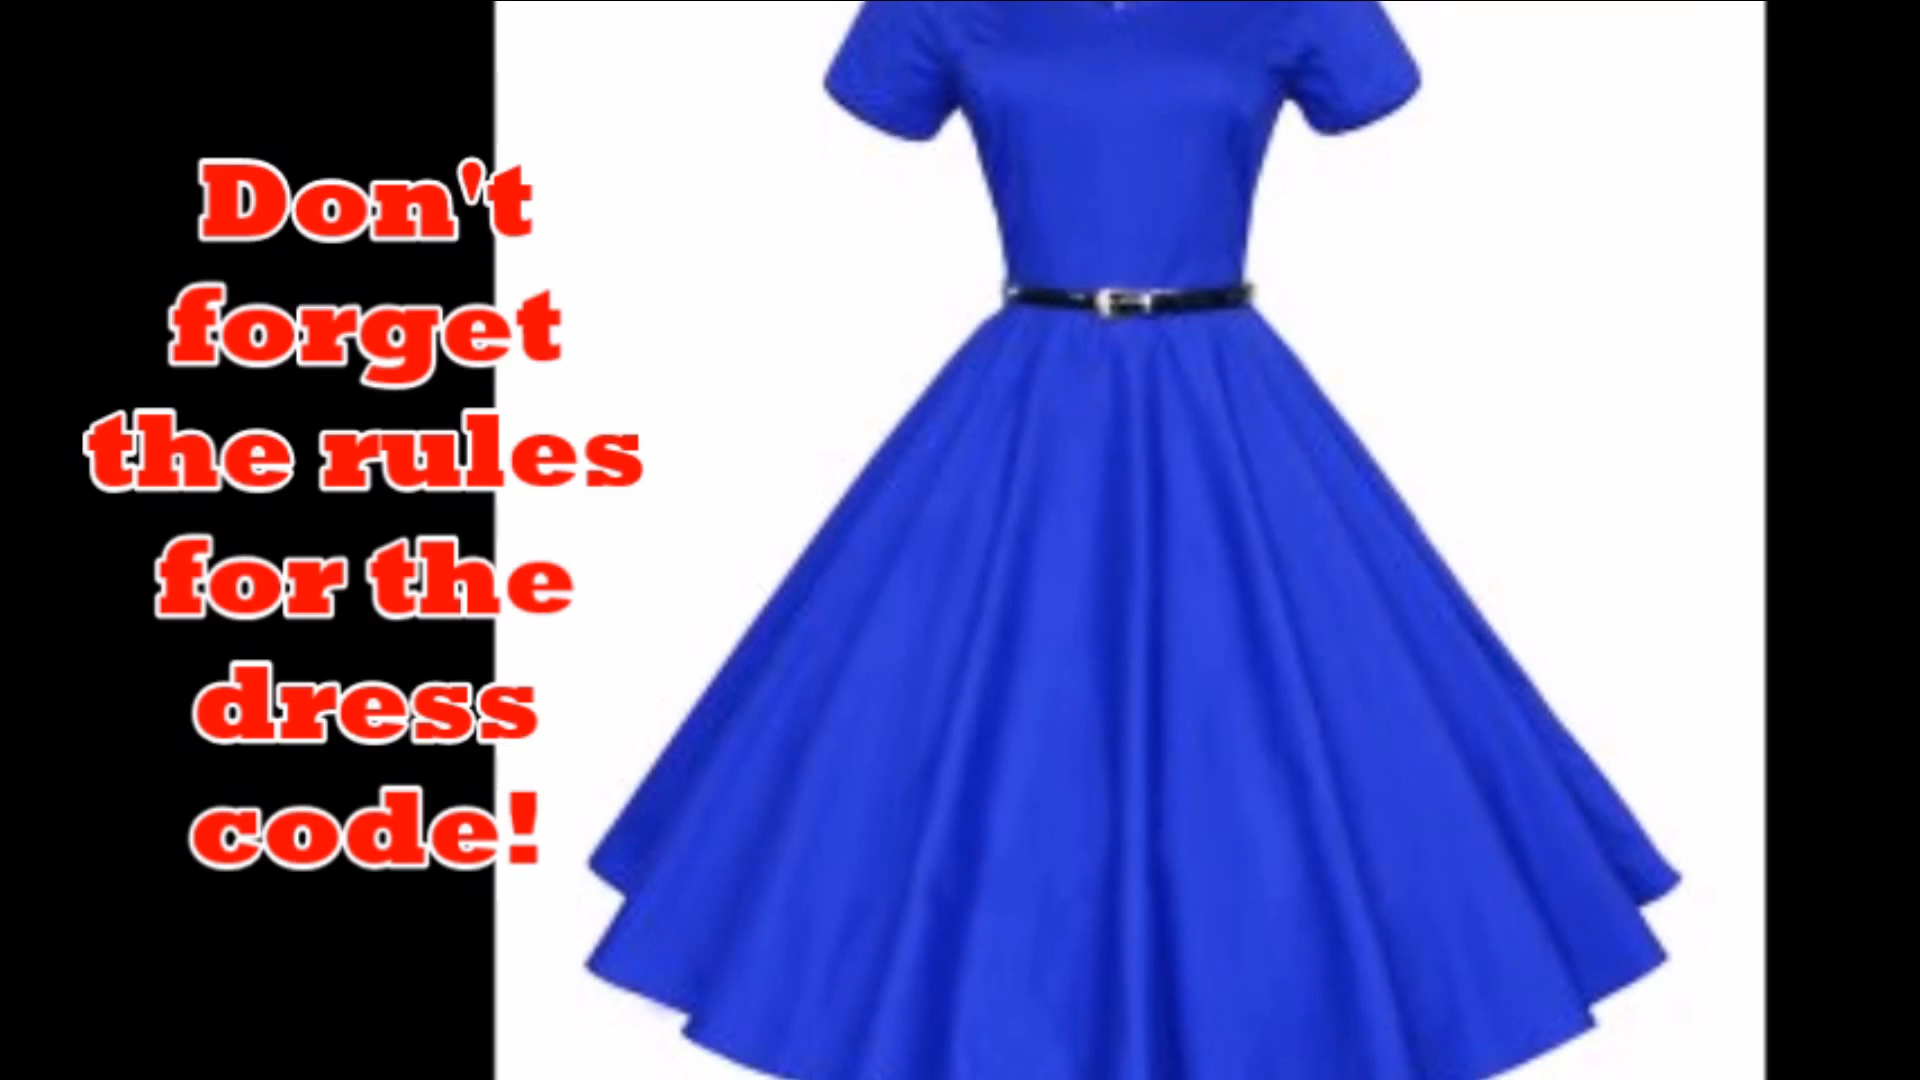 Don't
forget
the rules
for the
dress
code!